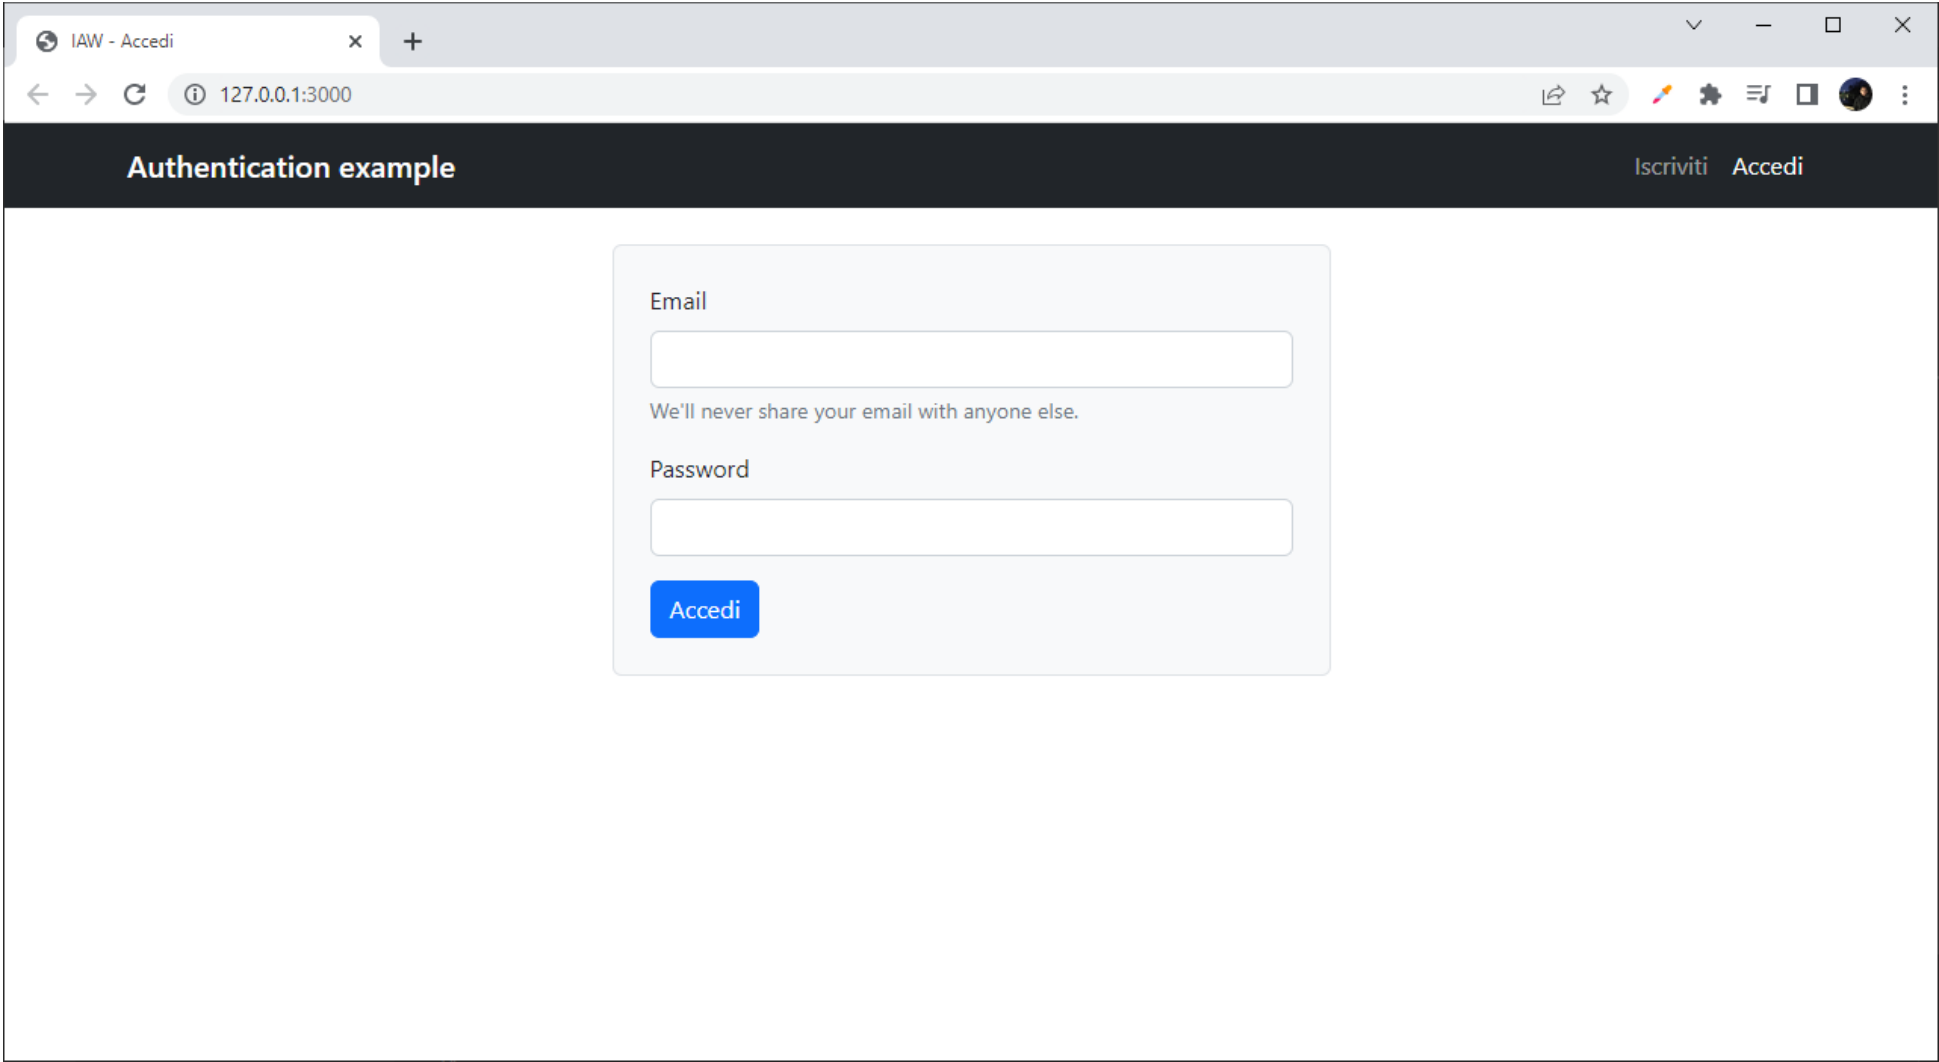 IAW - Accedi
127.0.0.1:3000
Authentication example
Iscriviti Accedi
Email
We'll never share your email with anyone else.
Password
Accedi